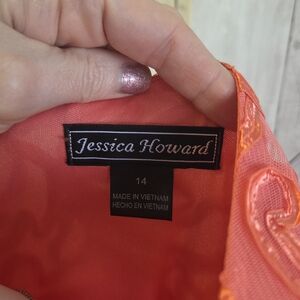 Jessica Howard
14
MADE IN VIETNAM
HECHO EN VIETNAM